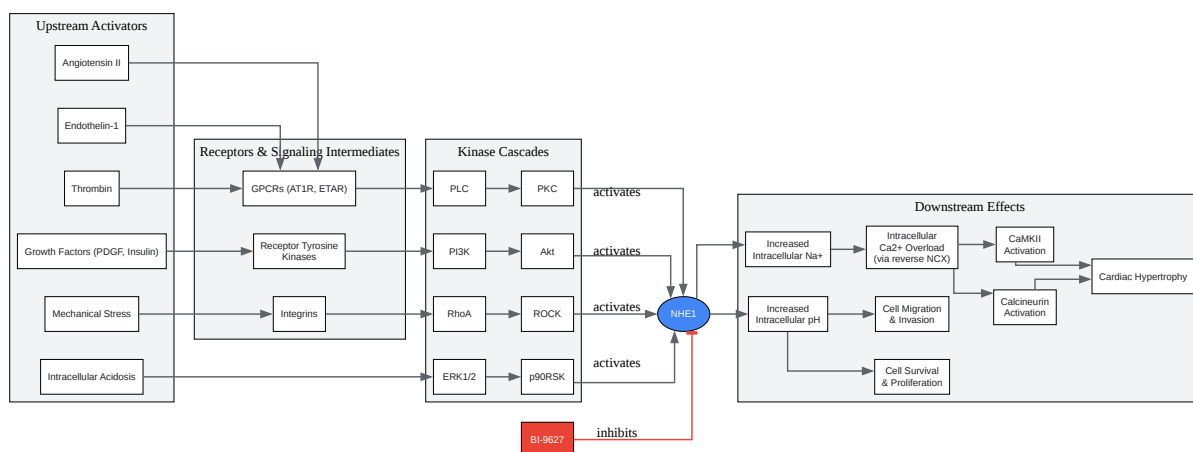 Upstream Activators
Angiotensin II
Endothelin-1
Thrombin
Growth Factors (PDGF, Insulin)
Mechanical Stress
Intracellular Acidosis
Receptors & Signaling Intermediates
GPCRs (AT1R, ETAR)
Receptor Tyrosine
Kinases
Integrins
Kinase Cascades
PLC
PKC
PI3K
Akt
RhoA
ROCK
ERK1/2
p90RSK
activates
activates
activates
activates
BI-9627
inhibits
NHE1
Downstream Effects
Increased
Intracellular Na+
Intracellular
Ca2+ Overload
(via reverse NCX)
CaMKII
Activation
Calcineurin
Activation
Cardiac Hypertrophy
Increased
Intracellular pH
Cell Migration
& Invasion
Cell Survival
& Proliferation